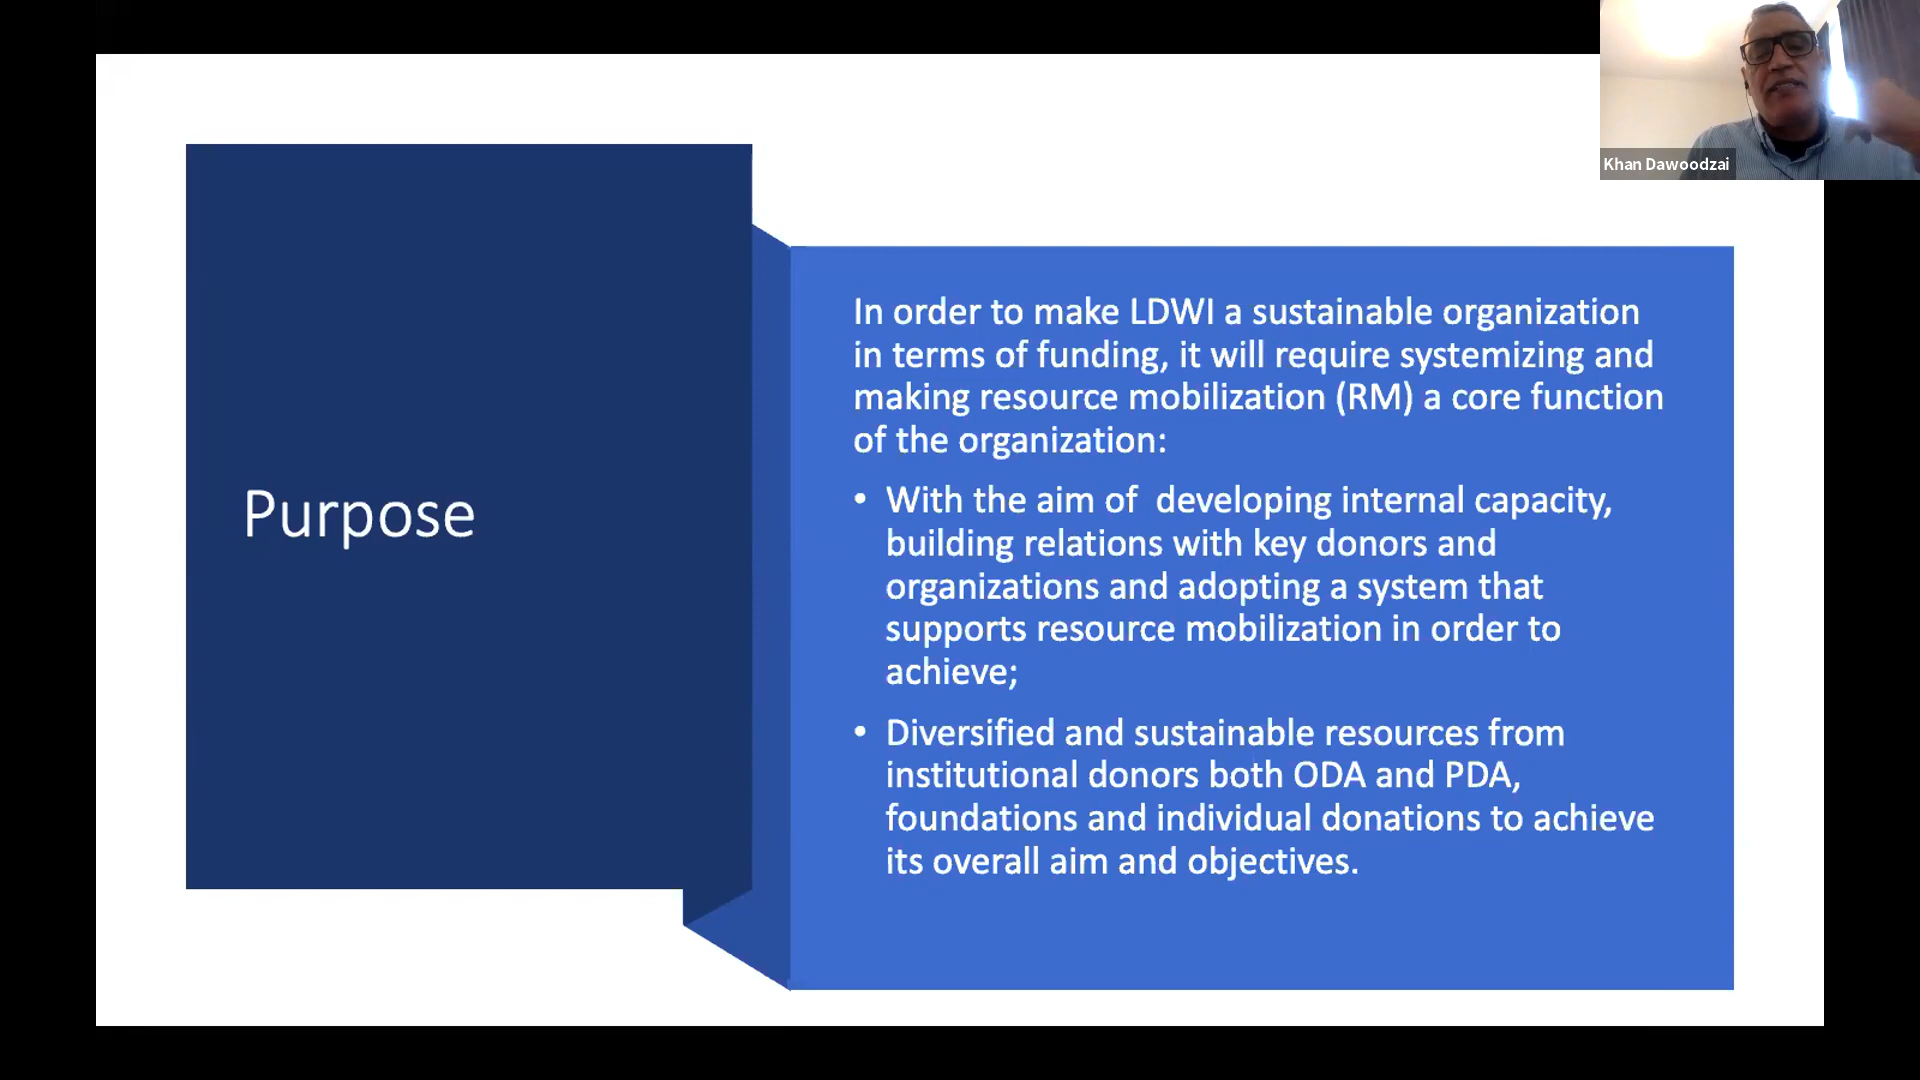 Khan Dawoodzai
Purpose
In order to make LDWI a sustainable organization
in terms of funding, it will require systemizing and
making resource mobilization (RM) a core function
of the organization:
• With the aim of  developing internal capacity,
building relations with key donors and
organizations and adopting a system that
supports resource mobilization in order to
achieve;
• Diversified and sustainable resources from
institutional donors both ODA and PDA,
foundations and individual donations to achieve
its overall aim and objectives.